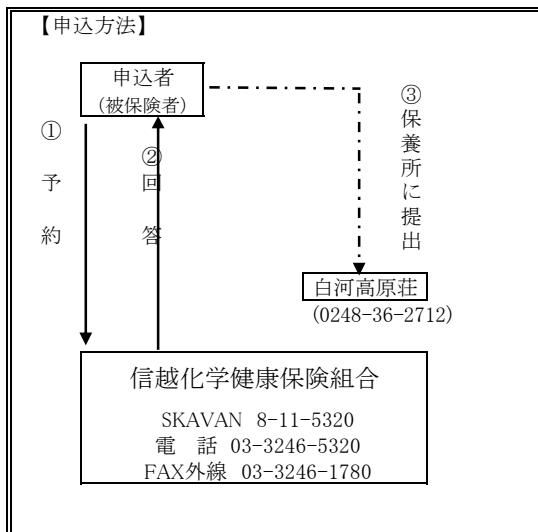 【申込方法】
申込者
(被保険者)
①予約
②回答
③保養所に提出
白河高原荘
(0248-36-2712)
信越化学健康保険組合
SKAVAN 8-11-5320
電 話 03-3246-5320
FAX外線 03-3246-1780